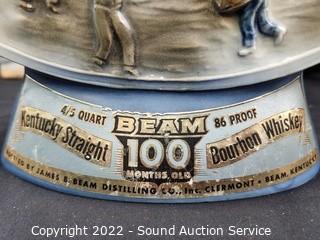 4/5 QUART BEAM 86 PROOF
Kentucky Straight 100 Bourbon Whiskey
MONTHS OLD
BY JAMES B. BEAM DISTILLING CO., INC. CLERMONT • BEAM, KENTUCKY
Copyright 2022 - Sound Auction Service